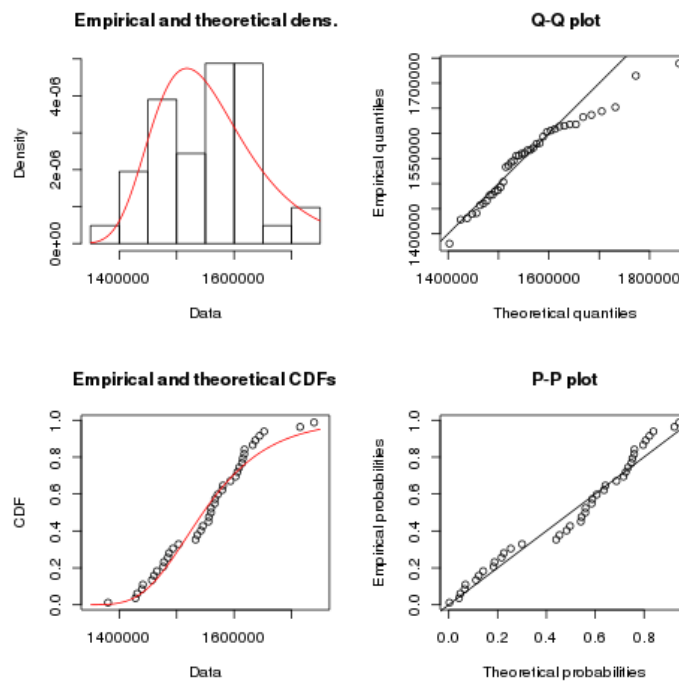 Empirical and theoretical dens.
Density
0e+00
2e-06
4e-06
1400000
1600000
Data
Q-Q plot
Empirical quantiles
1400000
1550000
1700000
1400000
1600000
1800000
Theoretical quantiles
Empirical and theoretical CDFs
CDF
0.0
0.2
0.4
0.6
0.8
1.0
1400000
1600000
Data
P-P plot
Empirical probabilities
0.0
0.2
0.4
0.6
0.8
1.0
0.0
0.2
0.4
0.6
0.8
Theoretical probabilities